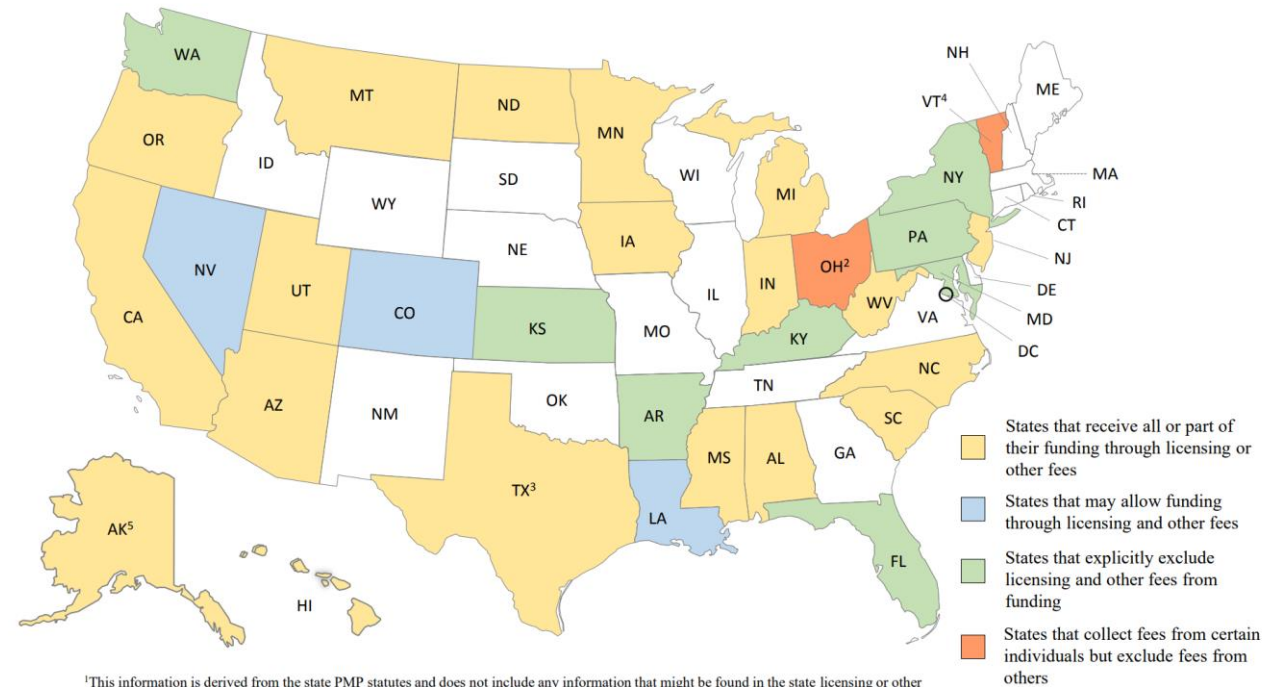 WA
MT
ND
MN
OR
ID
SD
WI
MI
WY
NE
IA
NV
UT
CO
CA
KS
MO
IL
IN
OH²
WV
KY
VA
PA
NY
NH
VT⁴
ME
MA
RI
CT
NJ
DE
MD
DC
AZ
NM
OK
AR
TN
NC
SC
MS
AL
GA
TX³
LA
FL
AK⁵
HI
States that receive all or part of
their funding through licensing or
other fees
States that may allow funding
through licensing and other fees
States that explicitly exclude
licensing and other fees from
funding
States that collect fees from certain
individuals but exclude fees from
others
¹This information is derived from the state PMP statutes and does not include any information that might be found in the state licensing or other